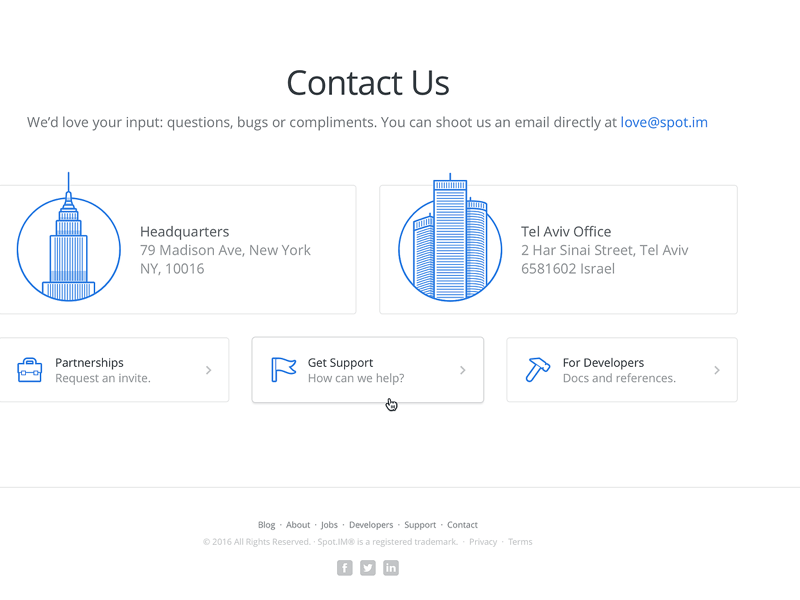 Contact Us
We'd love your input: questions, bugs or compliments. You can shoot us an email directly at love@spot.im
Headquarters
79 Madison Ave, New York
NY, 10016
Tel Aviv Office
2 Har Sinai Street, Tel Aviv
6581602 Israel
Partnerships
Request an invite.
Get Support
How can we help?
For Developers
Docs and references.
Blog · About · Jobs · Developers · Support · Contact
© 2016 All Rights Reserved. · Spot.IM® is a registered trademark. · Privacy · Terms